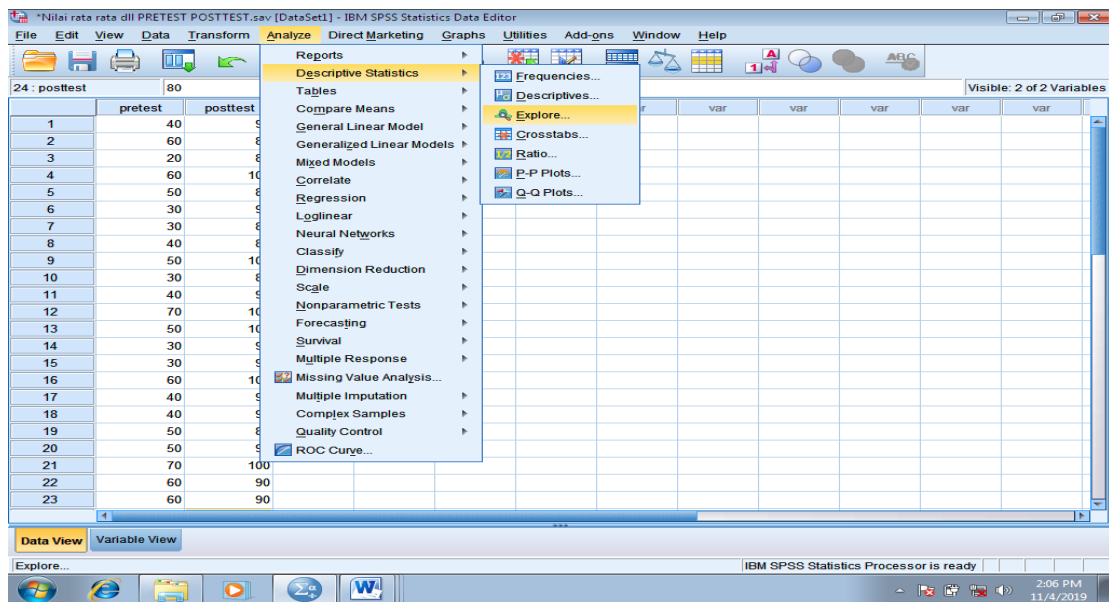 *Nilai rata rata dll PRETEST POSTTEST.sav [DataSet1] - IBM SPSS Statistics Data Editor
File Edit View Data Transform Analyze Direct Marketing Graphs Utilities Add-ons Window Help
24 : posttest 80 Visible: 2 of 2 Variables
Reports
Descriptive Statistics
Tables
Compare Means
General Linear Model
Generalized Linear Models
Mixed Models
Correlate
Regression
Loglinear
Neural Networks
Classify
Dimension Reduction
Scale
Nonparametric Tests
Forecasting
Survival
Multiple Response
Missing Value Analysis...
Multiple Imputation
Complex Samples
Quality Control
ROC Curve...
Frequencies...
Descriptives...
Explore...
Crosstabs...
Ratio...
P-P Plots...
Q-Q Plots...
pretest posttest var var var var var
1 40
2 60
3 20
4 60
5 50
6 30
7 30
8 40
9 50
10 30
11 40
12 70
13 50
14 30
15 30
16 60
17 40
18 40
19 50
20 50
21 70 100
22 60 90
23 60 90
Data View Variable View
Explore... IBM SPSS Statistics Processor is ready
2:06 PM
11/4/2019